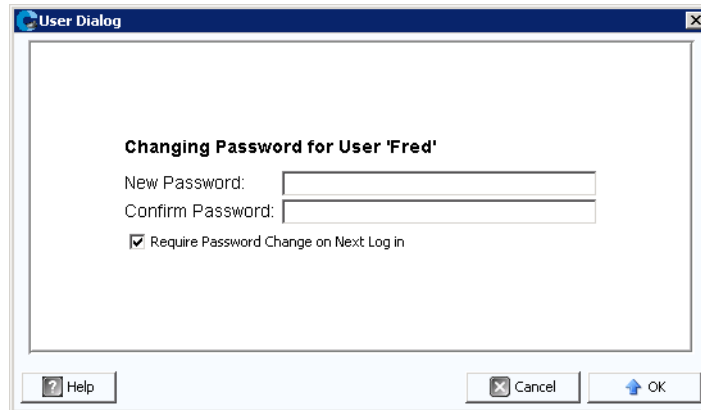 User Dialog
Changing Password for User 'Fred'
New Password:
Confirm Password:
Require Password Change on Next Log in
Help
Cancel
OK